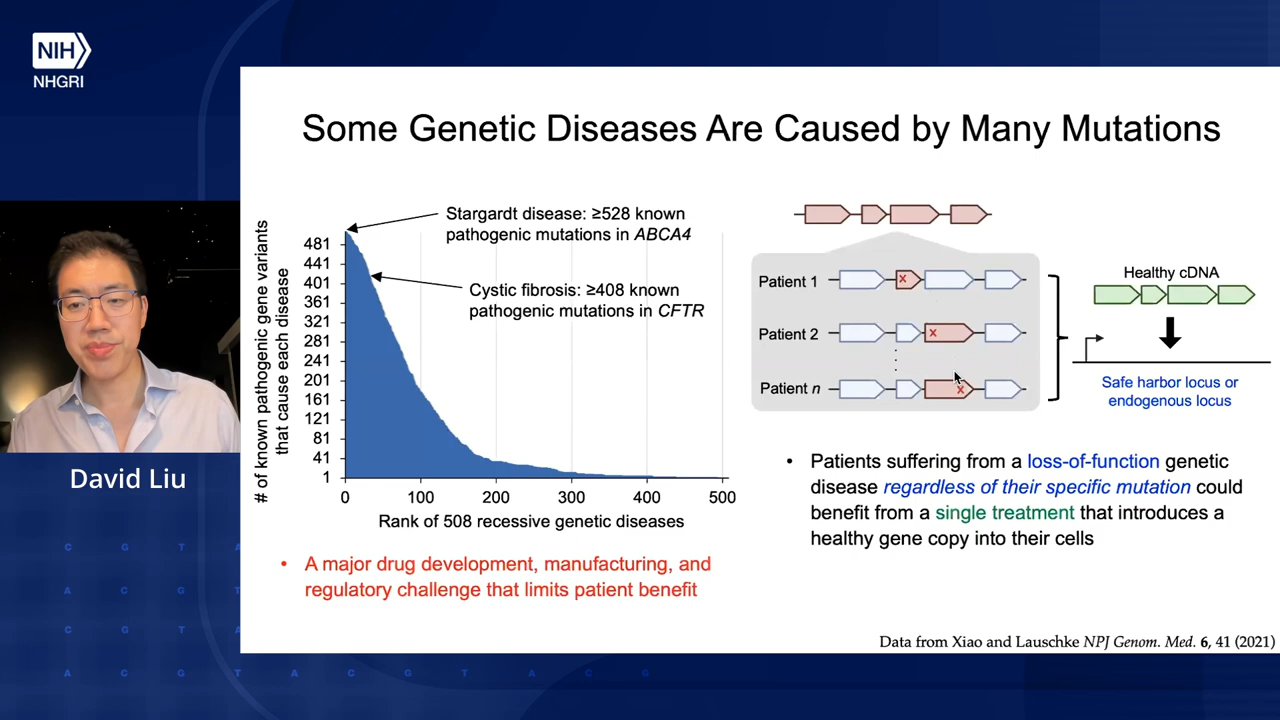 NIH
NHGRI
David Liu
Some Genetic Diseases Are Caused by Many Mutations
# of known pathogenic gene variants
that cause each disease
481
441
401
361
321
281
241
201
161
121
81
41
1
0
100
200
300
400
500
Rank of 508 recessive genetic diseases
Stargardt disease: ≥528 known
pathogenic mutations in ABCA4
Cystic fibrosis: ≥408 known
pathogenic mutations in CFTR
• A major drug development, manufacturing, and
regulatory challenge that limits patient benefit
Patient 1
x
Patient 2
x
Patient n
x
Healthy cDNA
Safe harbor locus or
endogenous locus
• Patients suffering from a loss-of-function genetic
disease regardless of their specific mutation could
benefit from a single treatment that introduces a
healthy gene copy into their cells
Data from Xiao and Lauschke NPJ Genom. Med. 6, 41 (2021)
C G T A
A C G T
C G T A
A C G T A C G T A C G